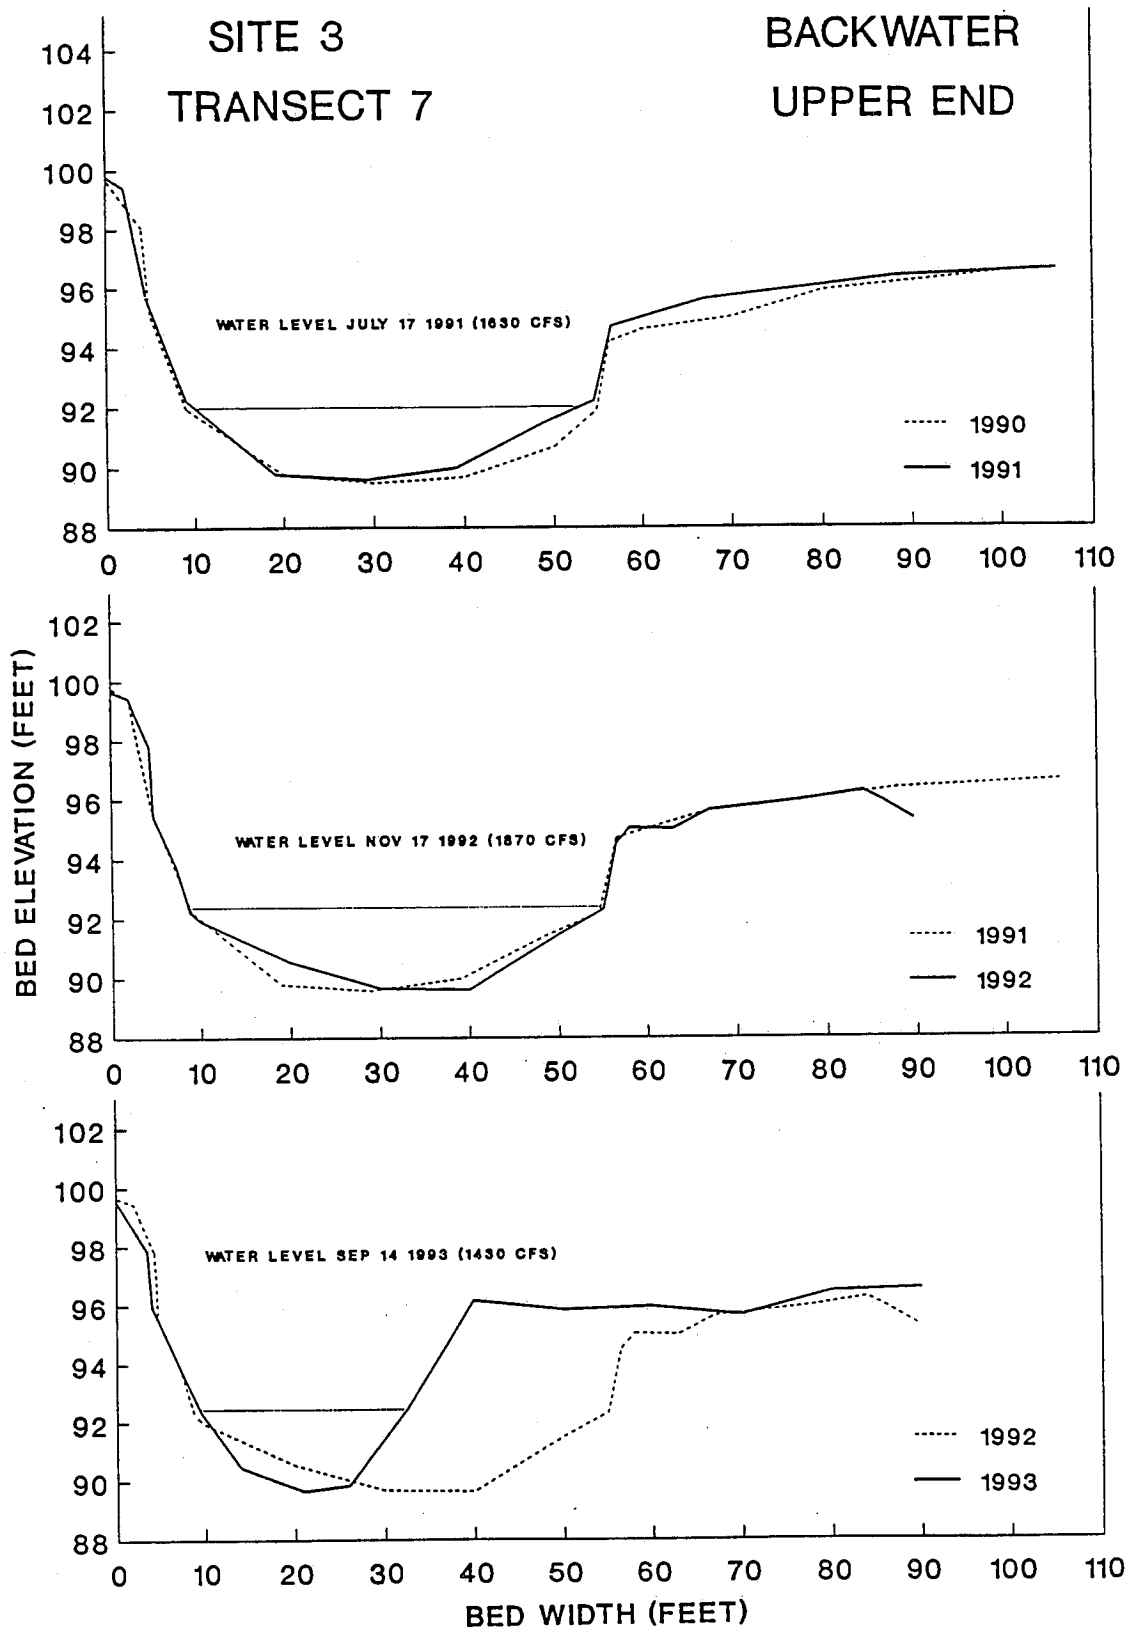 SITE 3
BACKWATER
TRANSECT 7
UPPER END
104
102
100
98
96
94
92
90
88
WATER LEVEL JULY 17 1991 (1630 CFS)
1990
1991
0 10 20 30 40 50 60 70 80 90 100 110
BED ELEVATION (FEET)
102
100
98
96
94
92
90
88
WATER LEVEL NOV 17 1992 (1870 CFS)
1991
1992
0 10 20 30 40 50 60 70 80 90 100 110
102
100
98
96
94
92
90
88
WATER LEVEL SEP 14 1993 (1430 CFS)
1992
1993
0 10 20 30 40 50 60 70 80 90 100 110
BED WIDTH (FEET)